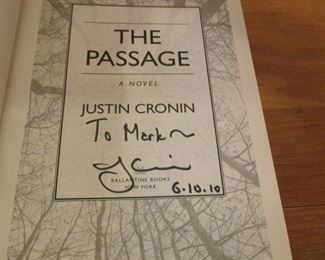 THE
PASSAGE
A NOVEL
JUSTIN CRONIN
To Mark
BALLANTINE BOOKS
NEW YORK
6.10.10